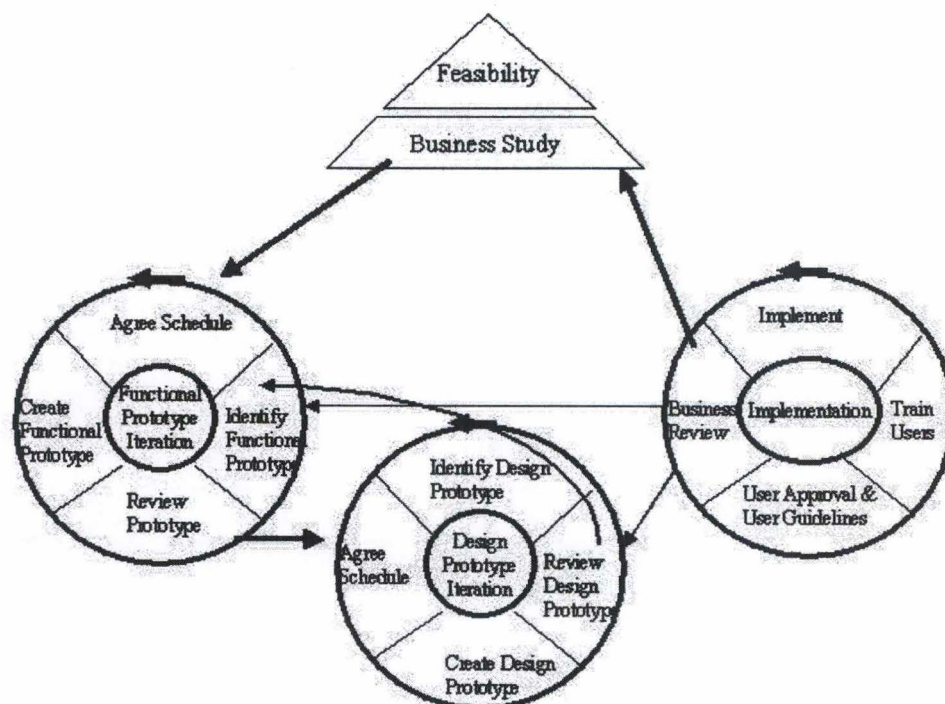 Feasibility
Business Study
Agree Schedule
Functional
Prototype
Iteration
Create
Functional
Prototype
Identify
Functional
Prototype
Review
Prototype
Identify Design
Prototype
Agree
Schedule
Design
Prototype
Iteration
Review
Design
Prototype
Create Design
Prototype
Implement
Business
Review
Implementation
Train
Users
User Approval &
User Guidelines